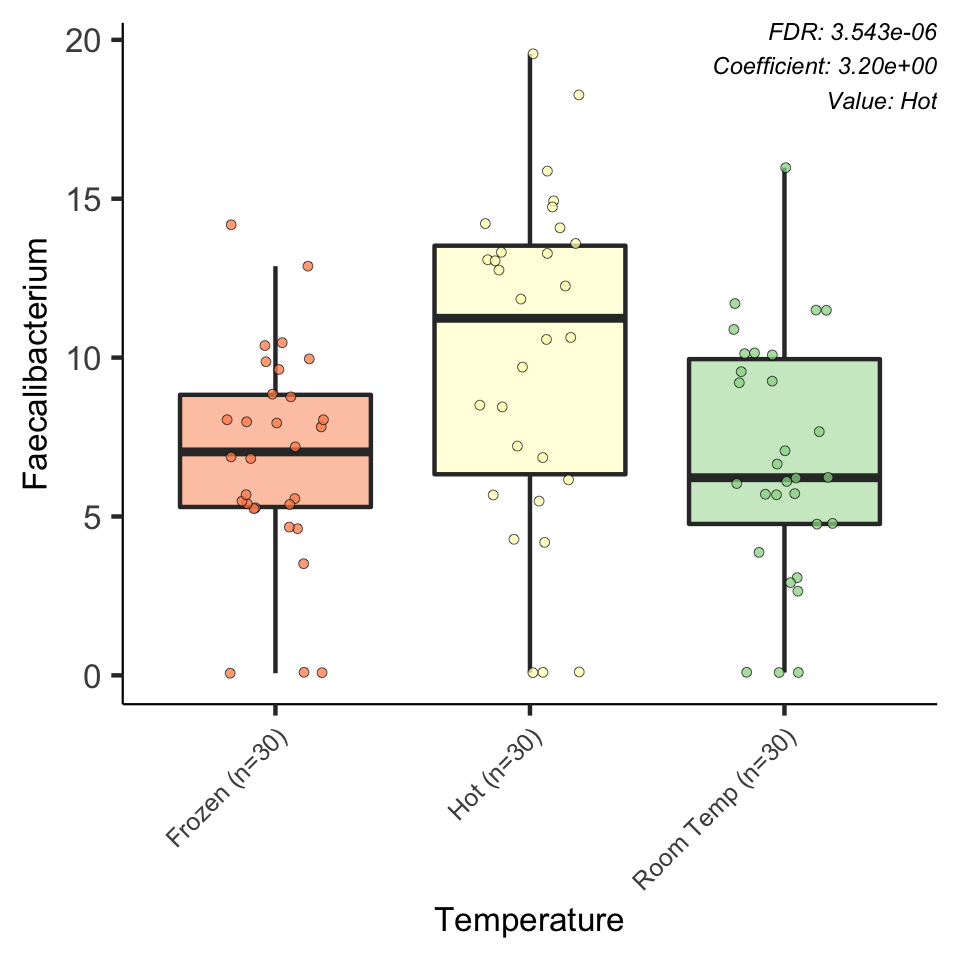 FDR: 3.543e-06
Coefficient: 3.20e+00
Value: Hot
20
15
10
5
0
Faecalibacterium
Frozen (n=30)
Hot (n=30)
Room Temp (n=30)
Temperature